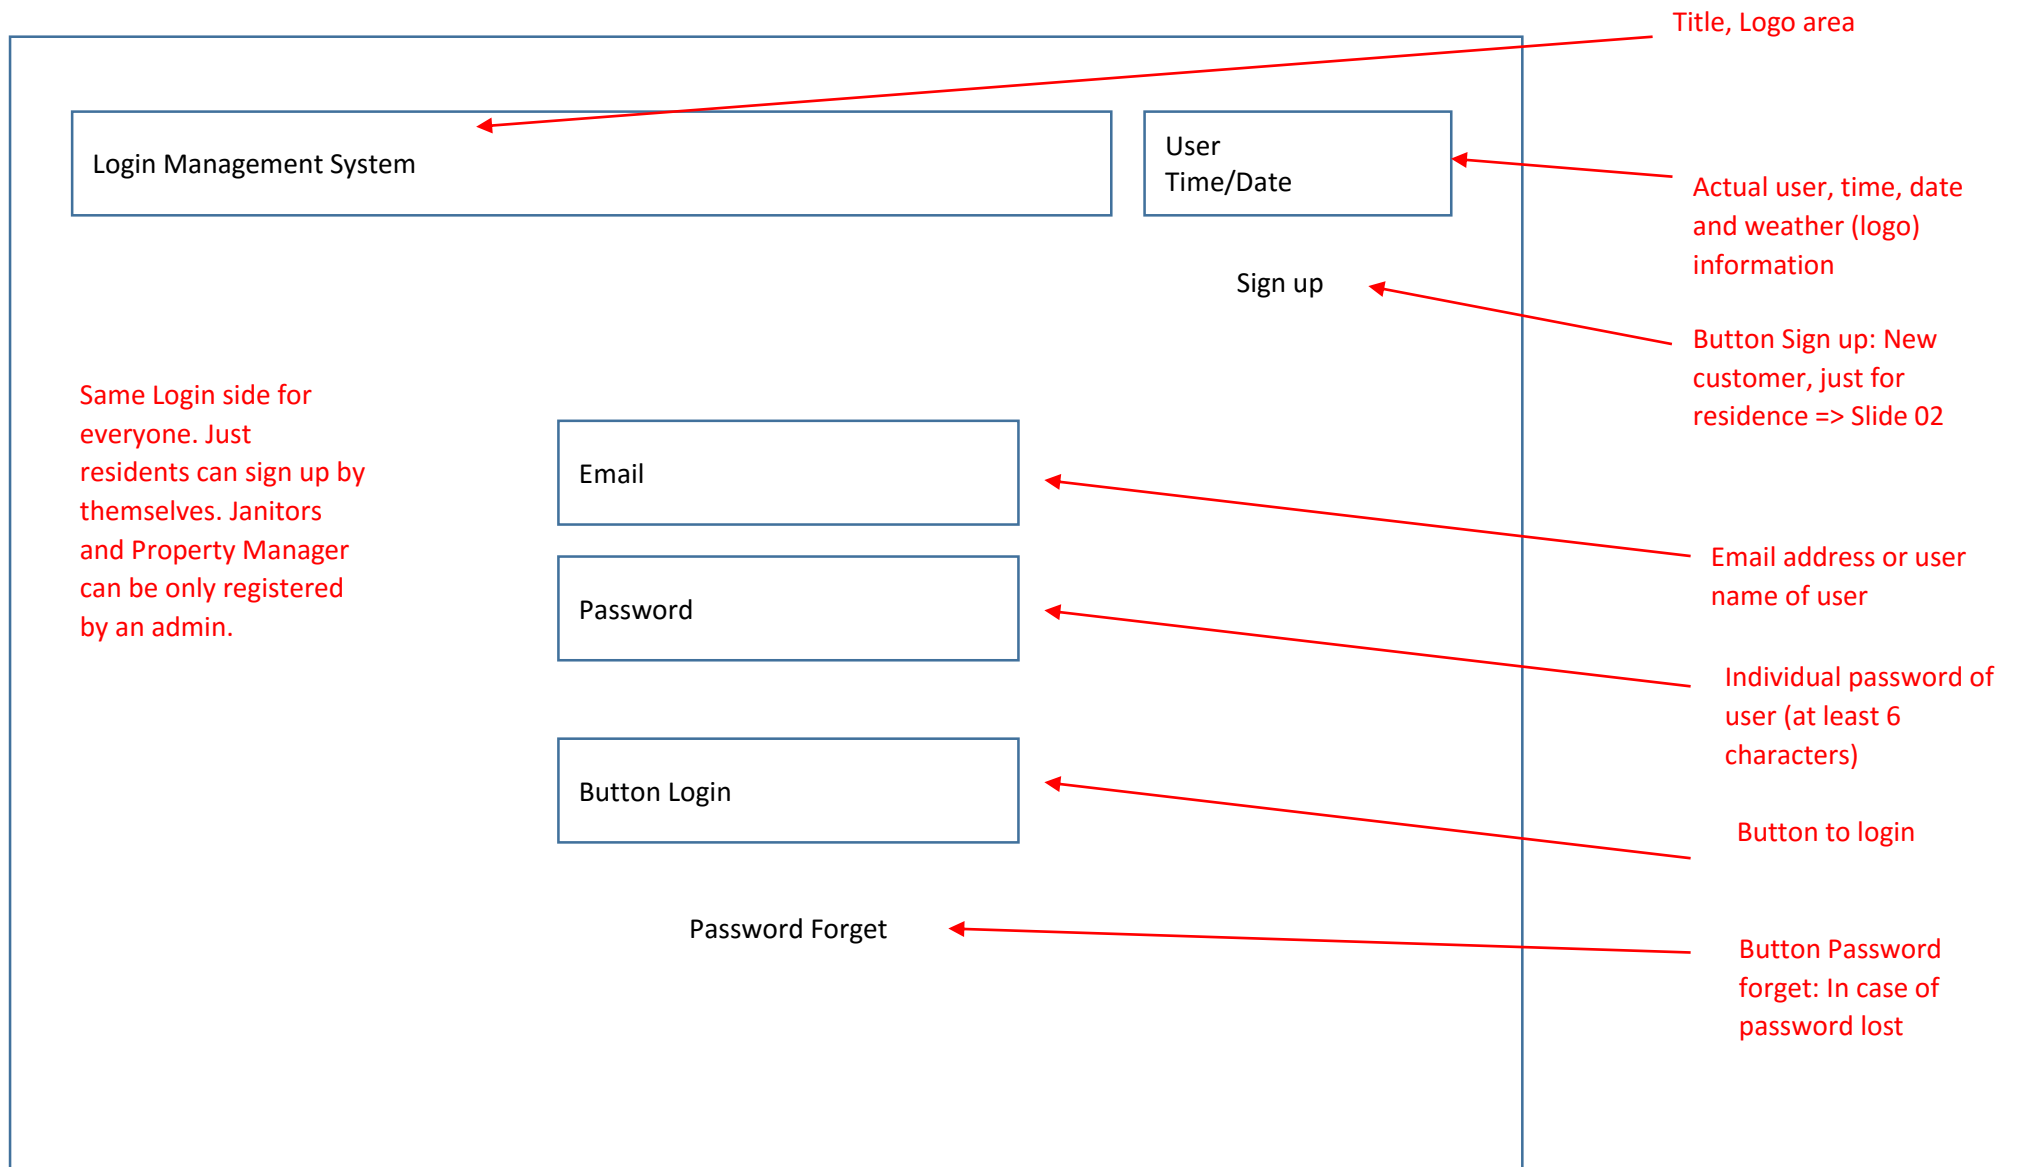 Title, Logo area
Login Management System
User
Time/Date
Actual user, time, date
and weather (logo)
information
Sign up
Button Sign up: New
customer, just for
residence => Slide 02
Same Login side for
everyone. Just
residents can sign up by
themselves. Janitors
and Property Manager
can be only registered
by an admin.
Email
Email address or user
name of user
Password
Individual password of
user (at least 6
characters)
Button Login
Button to login
Password Forget
Button Password
forget: In case of
password lost